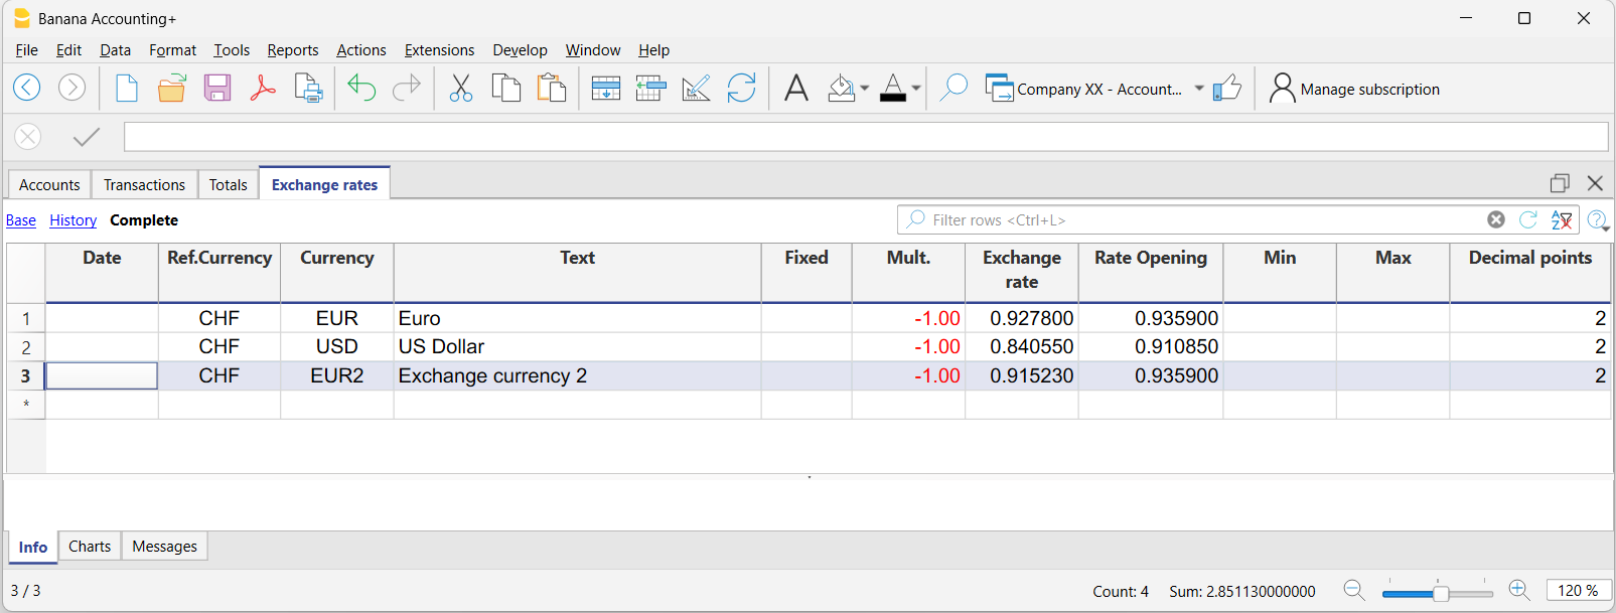 Banana Accounting+
File Edit Data Format Tools Reports Actions Extensions Develop Window Help
Company XX - Account... Manage subscription
Accounts Transactions Totals Exchange rates
Base History Complete Filter rows <Ctrl+L>
Date Ref.Currency Currency Text Fixed Mult. Exchange rate Rate Opening Min Max Decimal points
1 CHF EUR Euro -1.00 0.927800 0.935900 2
2 CHF USD US Dollar -1.00 0.840550 0.910850 2
3 CHF EUR2 Exchange currency 2 -1.00 0.915230 0.935900 2
*
Info Charts Messages
3 / 3 Count: 4 Sum: 2.851130000000 120 %